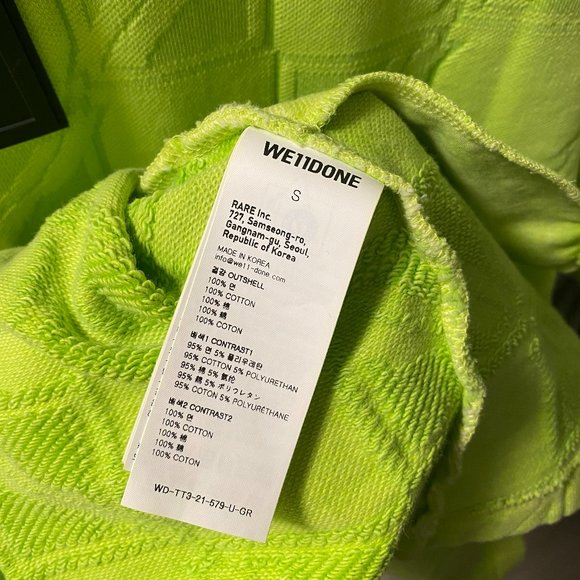 WE11DONE
S
RARE Inc.
727, Samseong-ro,
Gangnam-gu, Seoul,
Republic of Korea
MADE IN KOREA
info@we11-done.com
겉감 OUTSHELL
100% 면
100% COTTON
100% 棉
100% 綿
100% COTON
배색1 CONTRAST1
95% 면 5% 폴리우레탄
95% COTTON 5% POLYURETHAN
95% 棉 5% 氨纶
95% 綿 5% ポリウレタン
95% COTON 5% POLYURÉTHANE
배색2 CONTRAST2
100% 면
100% COTTON
100% 棉
100% 綿
100% COTON
WD-TT3-21-579-U-GR